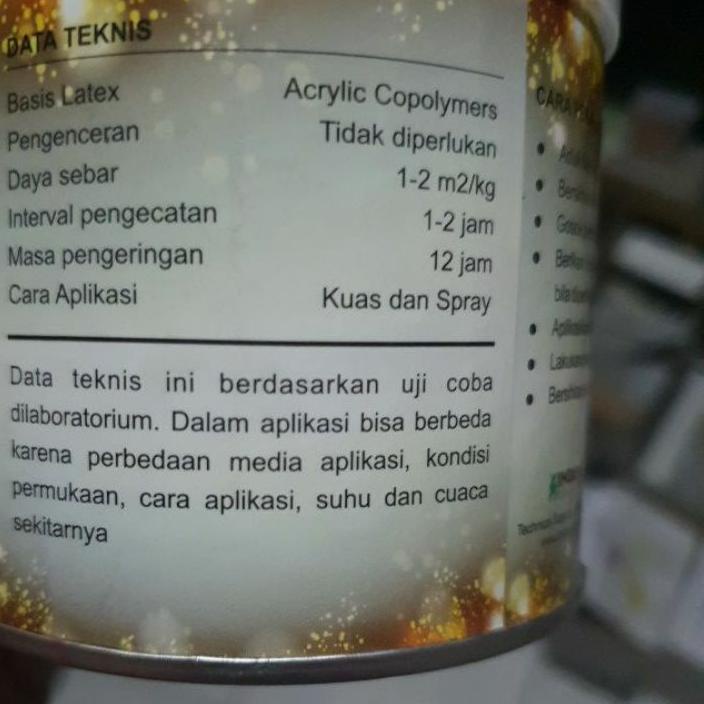 DATA TEKNIS
Basis Latex Acrylic Copolymers
Pengenceran Tidak diperlukan
Daya sebar 1-2 m2/kg
Interval pengecatan 1-2 jam
Masa pengeringan 12 jam
Cara Aplikasi Kuas dan Spray
Data teknis ini berdasarkan uji coba
dilaboratorium. Dalam aplikasi bisa berbeda
karena perbedaan media aplikasi, kondisi
permukaan, cara aplikasi, suhu dan cuaca
sekitarnya
CARA